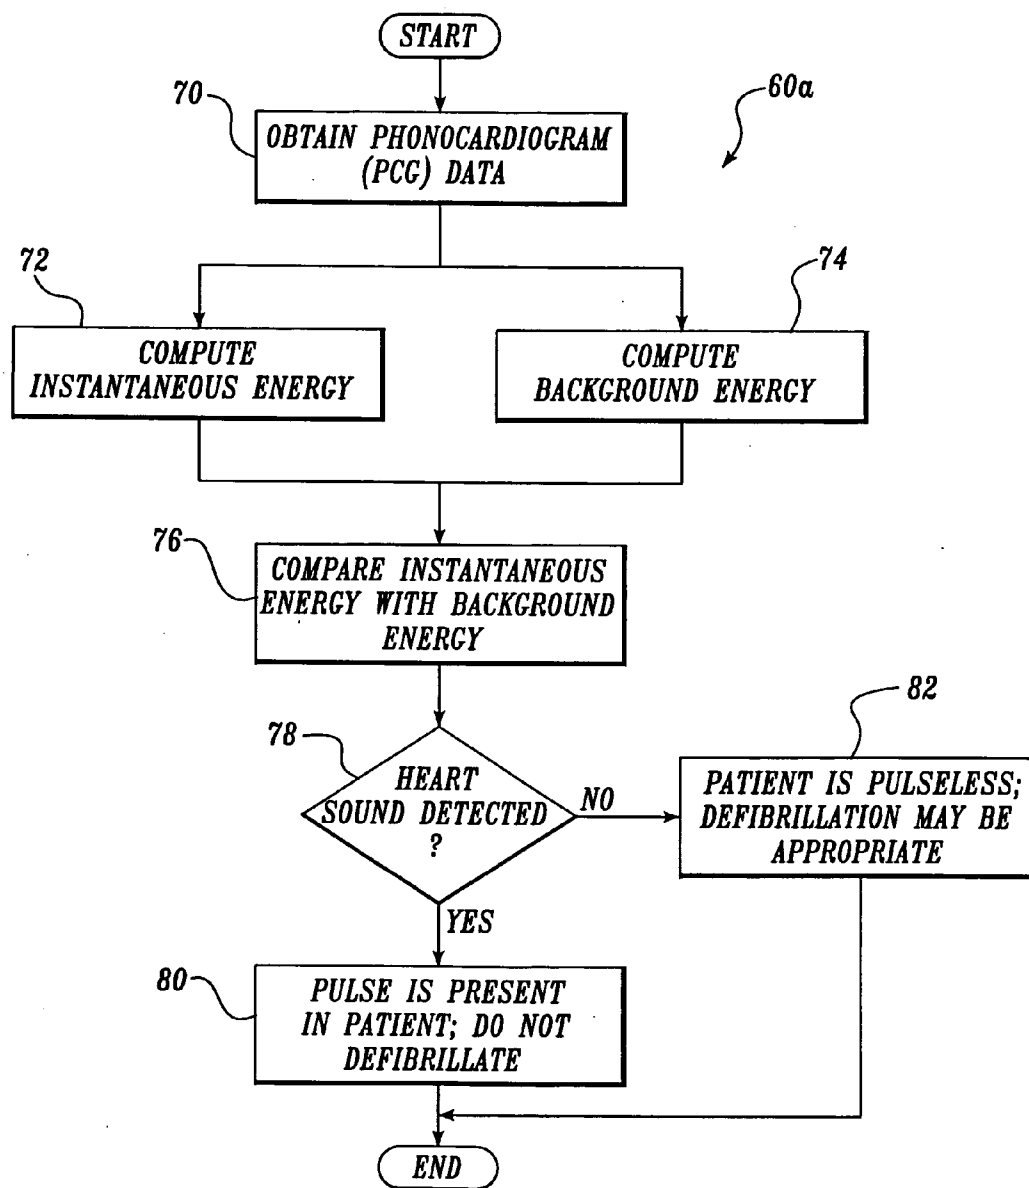 START
70
60a
OBTAIN PHONOCARDIOGRAM
(PCG) DATA
72
74
COMPUTE
INSTANTANEOUS ENERGY
COMPUTE
BACKGROUND ENERGY
76
COMPARE INSTANTANEOUS
ENERGY WITH BACKGROUND
ENERGY
78
HEART
SOUND DETECTED
?
NO
82
PATIENT IS PULSELESS;
DEFIBRILLATION MAY BE
APPROPRIATE
YES
80
PULSE IS PRESENT
IN PATIENT; DO NOT
DEFIBRILLATE
END